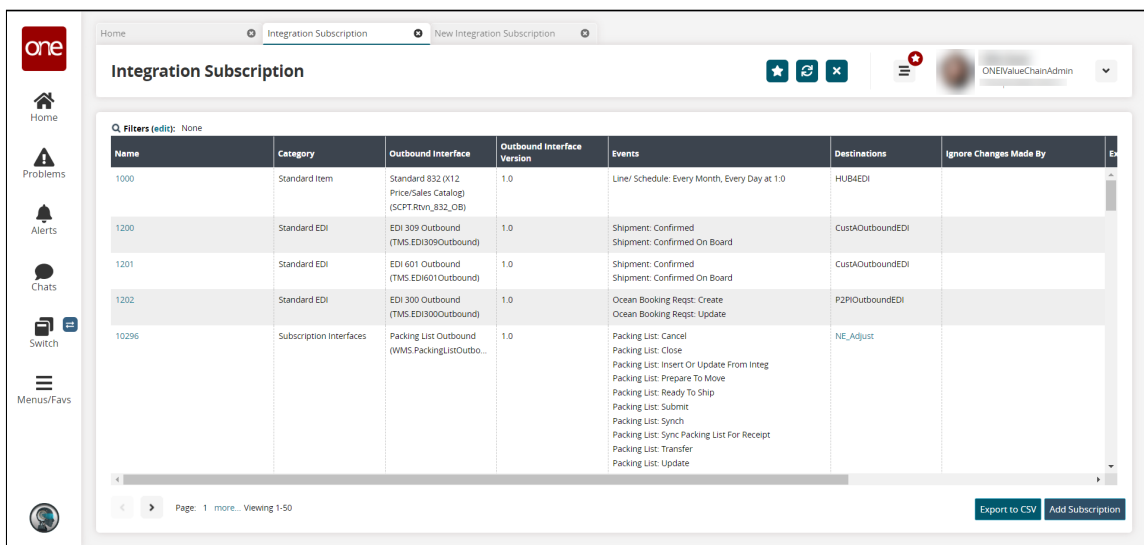 one
Home
Problems
Alerts
Chats
Switch
Menus/Favs
Home Integration Subscription New Integration Subscription
Integration Subscription
ONEIValueChainAdmin
Filters (edit): None
Name Category Outbound Interface Outbound Interface Version Events Destinations Ignore Changes Made By Ex
1000 Standard Item Standard 832 (X12 1.0 Line/ Schedule: Every Month, Every Day at 1:0 HUB4EDI
Price/Sales Catalog)
(SCPT.Rtvn_832_OB)
1200 Standard EDI EDI 309 Outbound 1.0 Shipment: Confirmed CustAOutboundEDI
(TMS.EDI309Outbound) Shipment: Confirmed On Board
1201 Standard EDI EDI 601 Outbound 1.0 Shipment: Confirmed CustAOutboundEDI
(TMS.EDI601Outbound) Shipment: Confirmed On Board
1202 Standard EDI EDI 300 Outbound 1.0 Ocean Booking Reqst: Create P2PIOutboundEDI
(TMS.EDI300Outbound) Ocean Booking Reqst: Update
10296 Subscription Interfaces Packing List Outbound 1.0 Packing List: Cancel NE_Adjust
(WMS.PackingListOutbo... Packing List: Close
Packing List: Insert Or Update From Integ
Packing List: Prepare To Move
Packing List: Ready To Ship
Packing List: Submit
Packing List: Synch
Packing List: Sync Packing List For Receipt
Packing List: Transfer
Packing List: Update
Page: 1 more... Viewing 1-50
Export to CSV Add Subscription